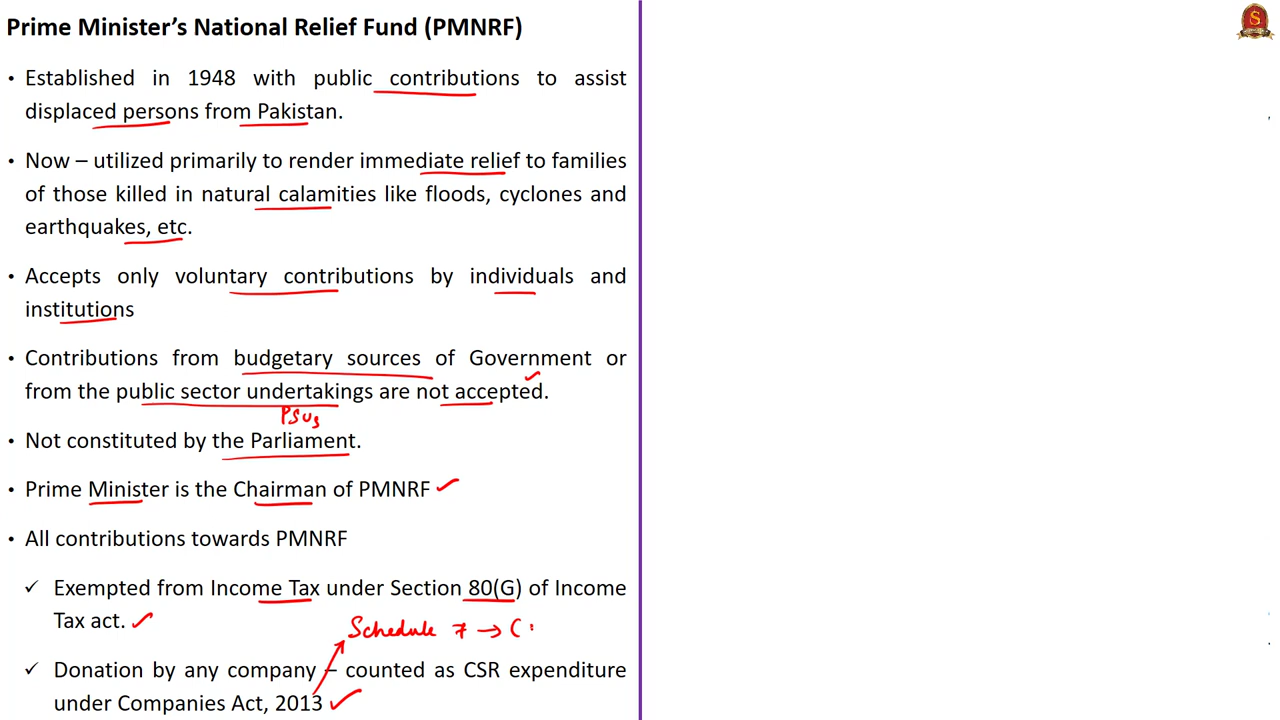 Prime Minister’s National Relief Fund (PMNRF)
• Established in 1948 with public contributions to assist
displaced persons from Pakistan.
• Now – utilized primarily to render immediate relief to families
of those killed in natural calamities like floods, cyclones and
earthquakes, etc.
• Accepts only voluntary contributions by individuals and
institutions
• Contributions from budgetary sources of Government or
from the public sector undertakings are not accepted.
PSUs
• Not constituted by the Parliament.
• Prime Minister is the Chairman of PMNRF
• All contributions towards PMNRF
✓ Exempted from Income Tax under Section 80(G) of Income
Tax act.
Schedule 7 → (
✓ Donation by any company – counted as CSR expenditure
under Companies Act, 2013